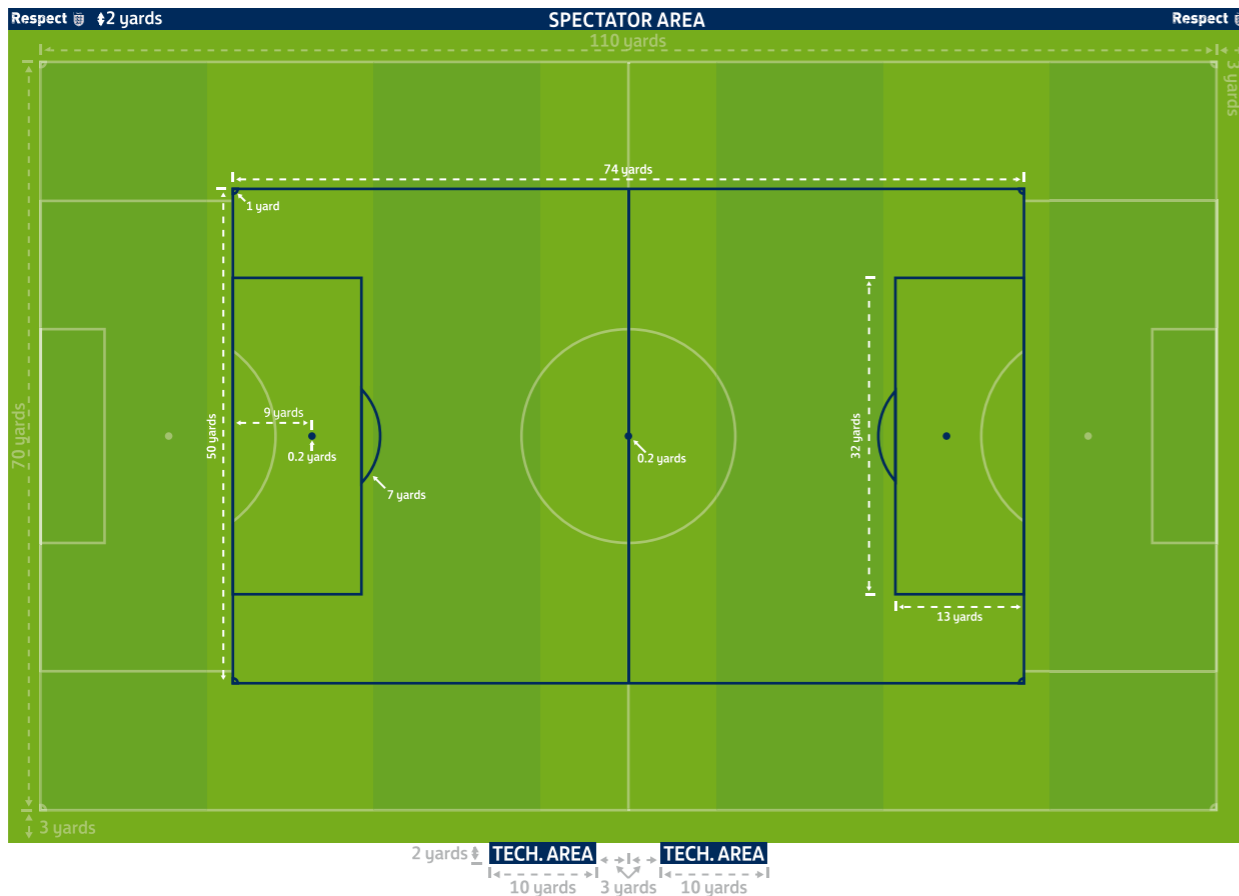 Respect 2 yards SPECTATOR AREA Respect
110 yards
3 yards
74 yards
1 yard
70 yards
50 yards
9 yards
0.2 yards
7 yards
0.2 yards
32 yards
13 yards
3 yards
2 yards TECH. AREA TECH. AREA
10 yards 3 yards 10 yards